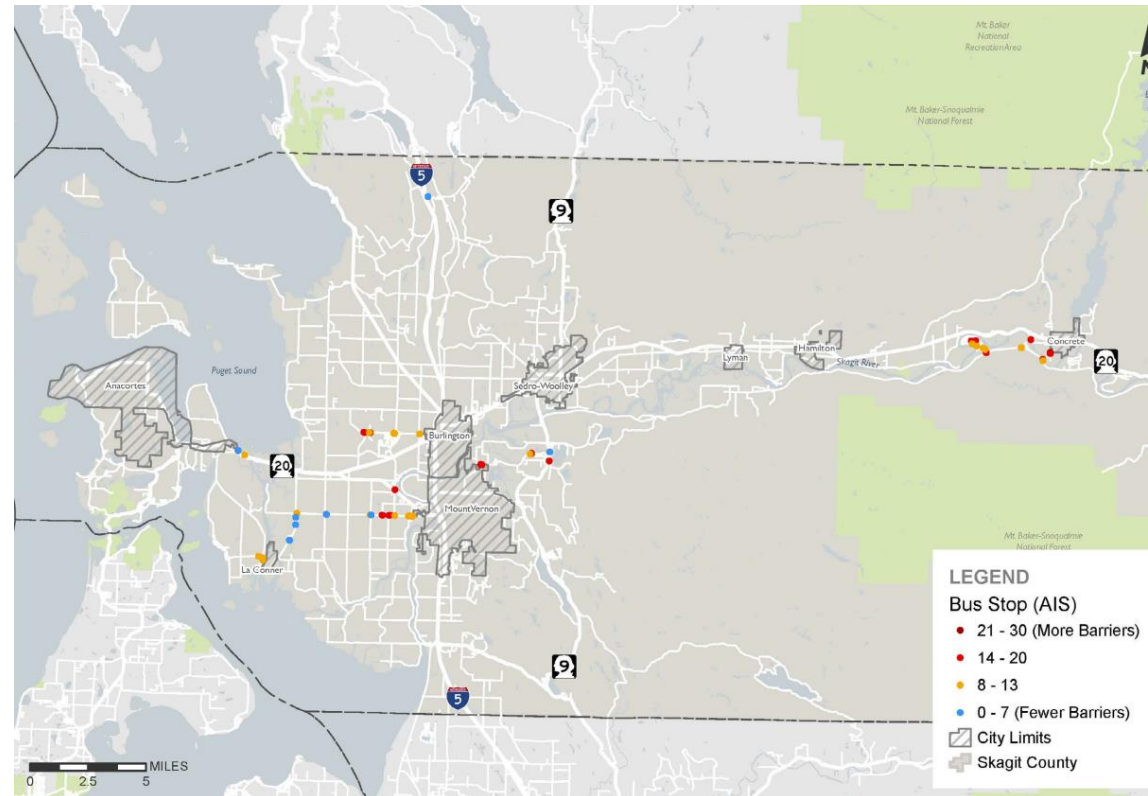 Mt. Baker
National
Recreation Area
Mt. Baker-Snoqualmie
National Forest
5
9
Concrete
Hamilton
Lyman
20
Skagit River
Puget Sound
Anacortes
Sedro-Woolley
Burlington
20
Mount Vernon
La Conner
Mt. Baker-Snoqualmie
National Forest
9
5
LEGEND
Bus Stop (AIS)
21 - 30 (More Barriers)
14 - 20
8 - 13
0 - 7 (Fewer Barriers)
City Limits
Skagit County
MILES
0 2.5 5